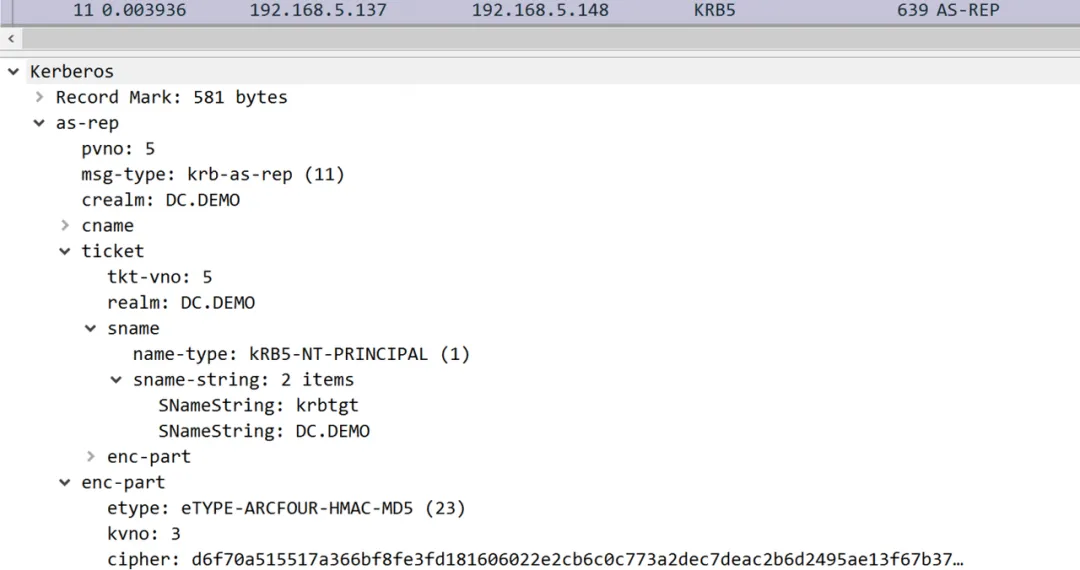 11 0.003936 192.168.5.137 192.168.5.148 KRB5 639 AS-REP
Kerberos
Record Mark: 581 bytes
as-rep
pvno: 5
msg-type: krb-as-rep (11)
crealm: DC.DEMO
cname
ticket
tkt-vno: 5
realm: DC.DEMO
sname
name-type: kRB5-NT-PRINCIPAL (1)
sname-string: 2 items
SNameString: krbtgt
SNameString: DC.DEMO
enc-part
enc-part
etype: eTYPE-ARCFOUR-HMAC-MD5 (23)
kvno: 3
cipher: d6f70a515517a366bf8fe3fd181606022e2cb6c0c773a2dec7deac2b6d2495ae13f67b37…